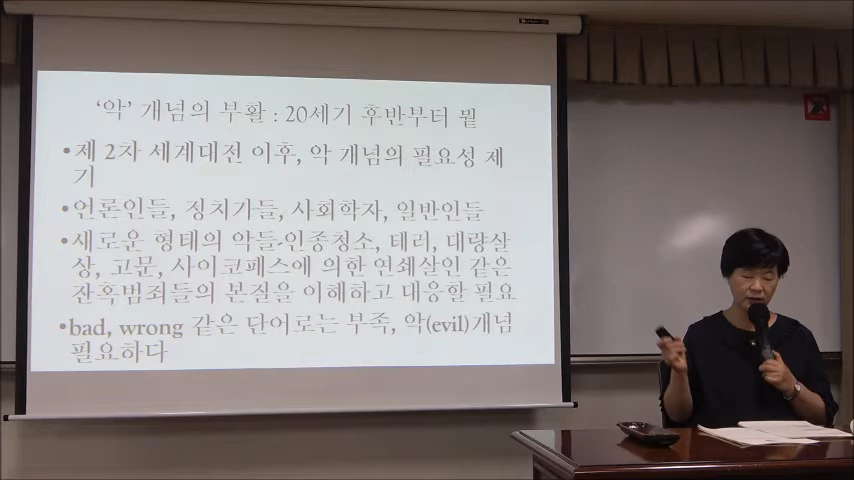 ‘악’ 개념의 부활 : 20세기 후반부터 뵐
•제 2차 세계대전 이후, 악 개념의 필요성 제
기
•언론인들, 정치가들, 사회학자, 일반인들
•새로운 형태의 악들-인종청소, 테러, 대량살
상, 고문, 사이코패스에 의한 연쇄살인 같은
잔혹범죄들의 본질을 이해하고 대응할 필요
•bad, wrong 같은 단어로는 부족, 악(evil)개념
필요하다